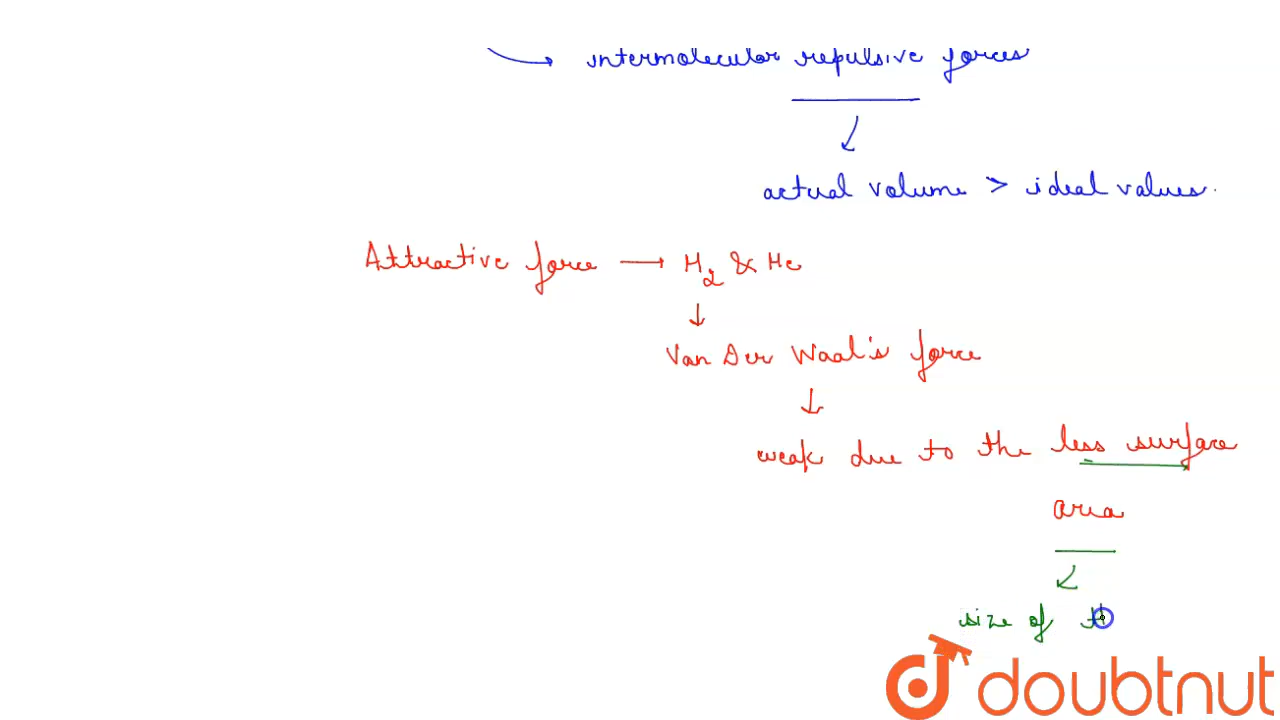 intermolecular repulsive forces
actual volume > ideal values.
Attractive force → H₂ & He
Van Der Waal's force
weak due to the less surface
area
size of
doubtnut